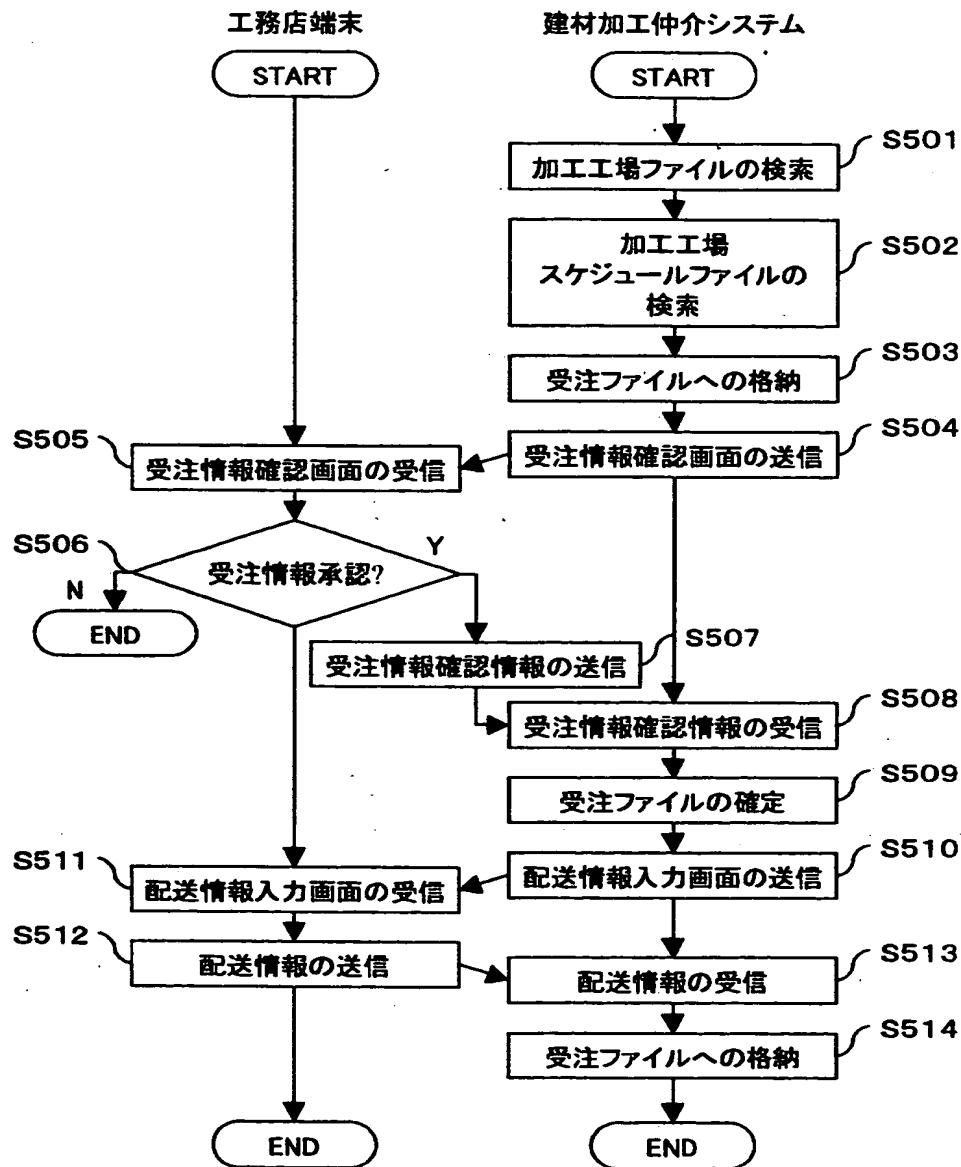 工務店端末
建材加工仲介システム
START
START
S501
加工工場ファイルの検索
S502
加工工場
スケジュールファイルの
検索
S503
受注ファイルへの格納
S504
受注情報確認画面の送信
S505
受注情報確認画面の受信
S506
受注情報承認?
Y
N
END
S507
受注情報確認情報の送信
S508
受注情報確認情報の受信
S509
受注ファイルの確定
S510
配送情報入力画面の送信
S511
配送情報入力画面の受信
S512
配送情報の送信
S513
配送情報の受信
S514
受注ファイルへの格納
END
END